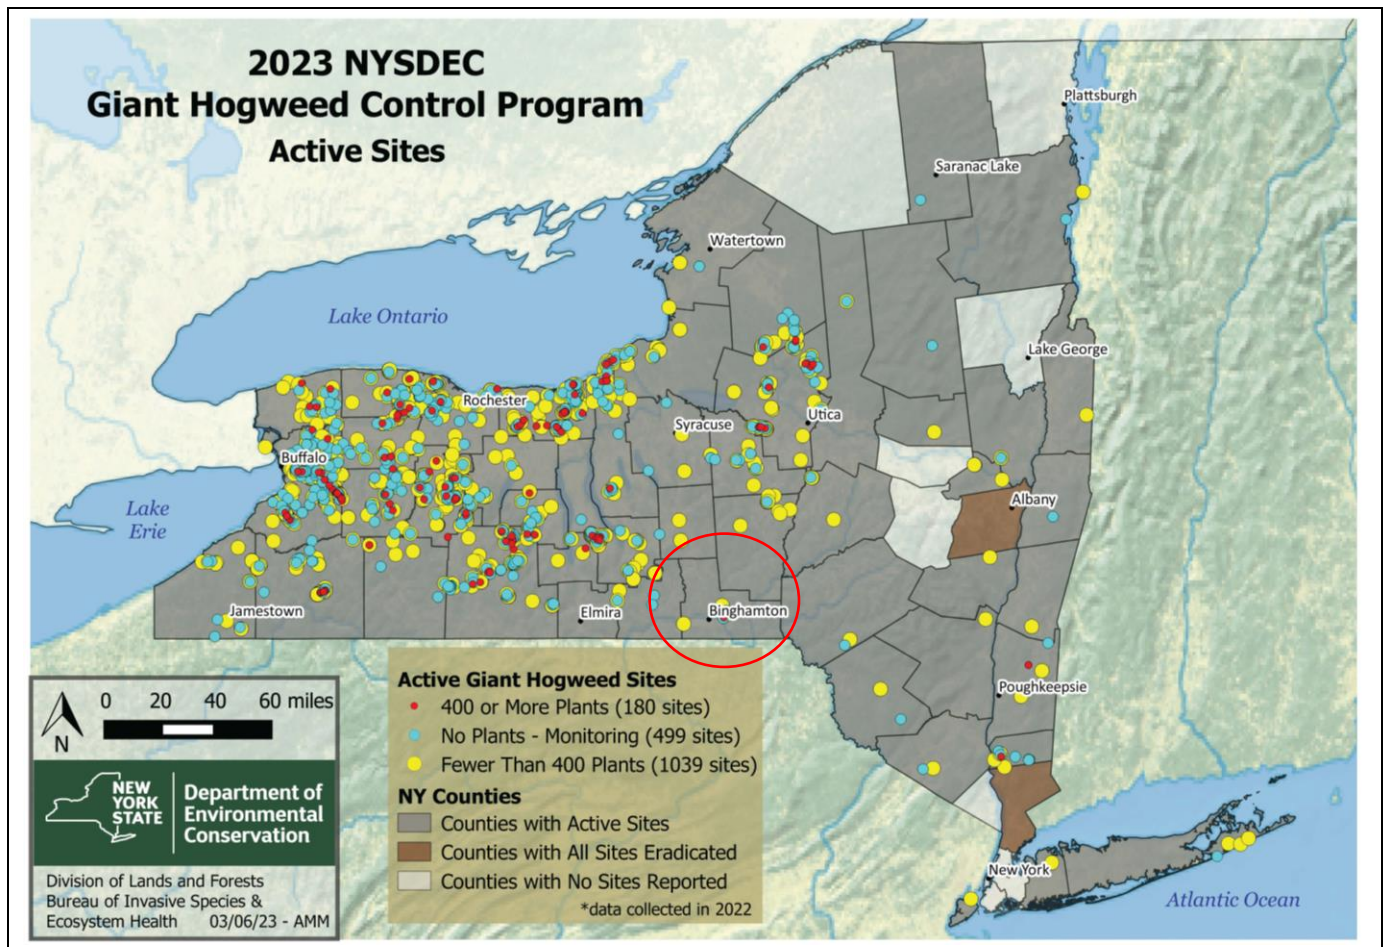 2023 NYSDEC
Giant Hogweed Control Program
Active Sites
Plattsburgh
Saranac Lake
Watertown
Lake Ontario
Lake George
Rochester
Syracuse
Utica
Buffalo
Albany
Lake
Erie
Jamestown
Elmira
Binghamton
Poughkeepsie
New York
Atlantic Ocean
N
0 20 40 60 miles
NEW
YORK
STATE
Department of
Environmental
Conservation
Division of Lands and Forests
Bureau of Invasive Species &
Ecosystem Health 03/06/23 - AMM
Active Giant Hogweed Sites
400 or More Plants (180 sites)
No Plants - Monitoring (499 sites)
Fewer Than 400 Plants (1039 sites)
NY Counties
Counties with Active Sites
Counties with All Sites Eradicated
Counties with No Sites Reported
*data collected in 2022